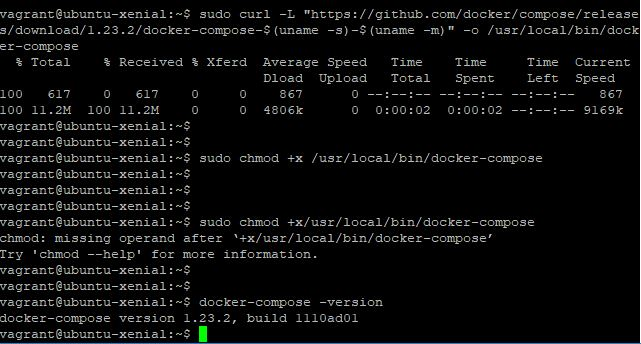 vagrant@ubuntu-xenial:~$ sudo curl -L "https://github.com/docker/compose/release
s/download/1.23.2/docker-compose-$(uname -s)-$(uname -m)" -o /usr/local/bin/dock
er-compose
% Total % Received % Xferd Average Speed Time Time Time Current
Dload Upload Total Spent Left Speed
100 617 0 617 0 0 867 0 --:--:-- --:--:-- --:--:-- 867
100 11.2M 100 11.2M 0 0 4806k 0 0:00:02 0:00:02 --:--:-- 9169k
vagrant@ubuntu-xenial:~$
vagrant@ubuntu-xenial:~$
vagrant@ubuntu-xenial:~$ sudo chmod +x /usr/local/bin/docker-compose
vagrant@ubuntu-xenial:~$
vagrant@ubuntu-xenial:~$
vagrant@ubuntu-xenial:~$
vagrant@ubuntu-xenial:~$ sudo chmod +x/usr/local/bin/docker-compose
chmod: missing operand after ‘+x/usr/local/bin/docker-compose’
Try 'chmod --help' for more information.
vagrant@ubuntu-xenial:~$
vagrant@ubuntu-xenial:~$
vagrant@ubuntu-xenial:~$ docker-compose -version
docker-compose version 1.23.2, build 1110ad01
vagrant@ubuntu-xenial:~$